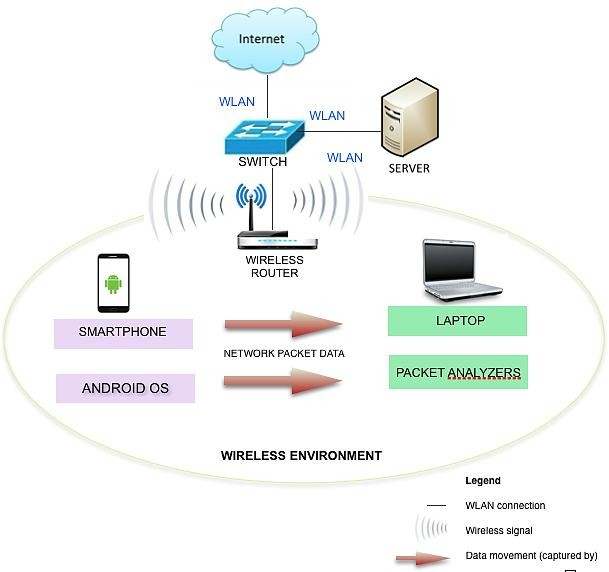 Internet
WLAN
WLAN
WLAN
SWITCH
SERVER
WIRELESS
ROUTER
SMARTPHONE
LAPTOP
NETWORK PACKET DATA
ANDROID OS
PACKET ANALYZERS
WIRELESS ENVIRONMENT
Legend
WLAN connection
Wireless signal
Data movement (captured by)